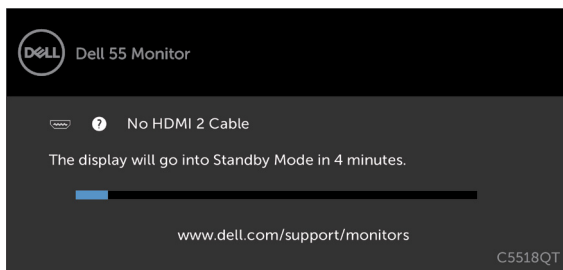 DELL Dell 55 Monitor
? No HDMI 2 Cable
The display will go into Standby Mode in 4 minutes.
www.dell.com/support/monitors
C5518QT